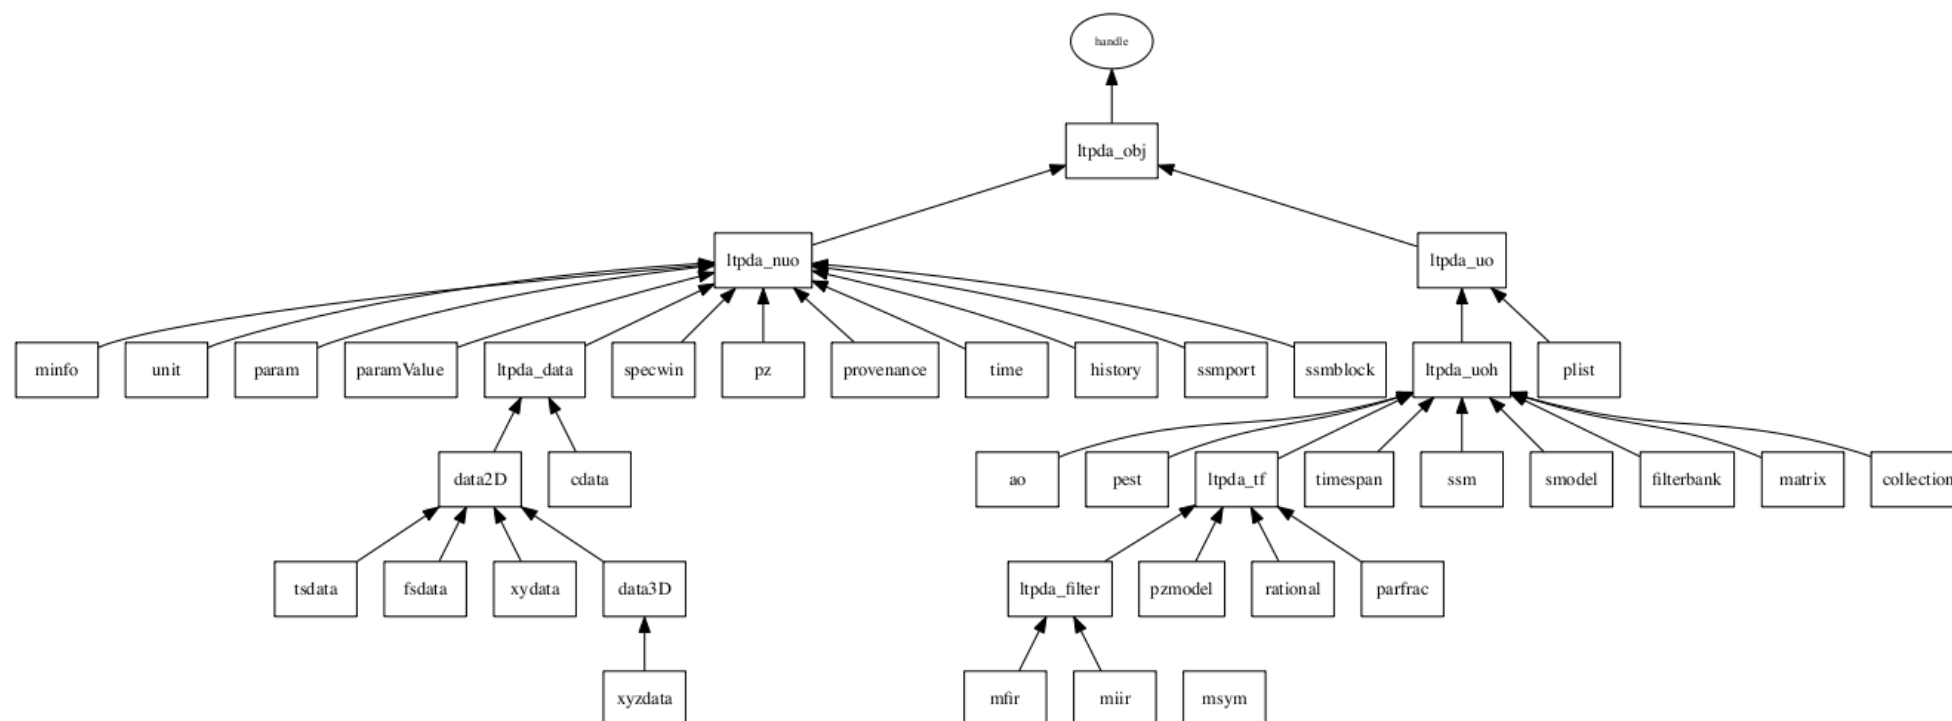 handle
ltpda_obj
ltpda_nuo
ltpda_uo
minfo
unit
param
paramValue
ltpda_data
specwin
pz
provenance
time
history
ssmport
ssmblock
ltpda_uoh
plist
data2D
cdata
ao
pest
ltpda_tf
timespan
ssm
smodel
filterbank
matrix
collection
tsdata
fsdata
xydata
data3D
ltpda_filter
pzmodel
rational
parfrac
xyzdata
mfir
miir
msym